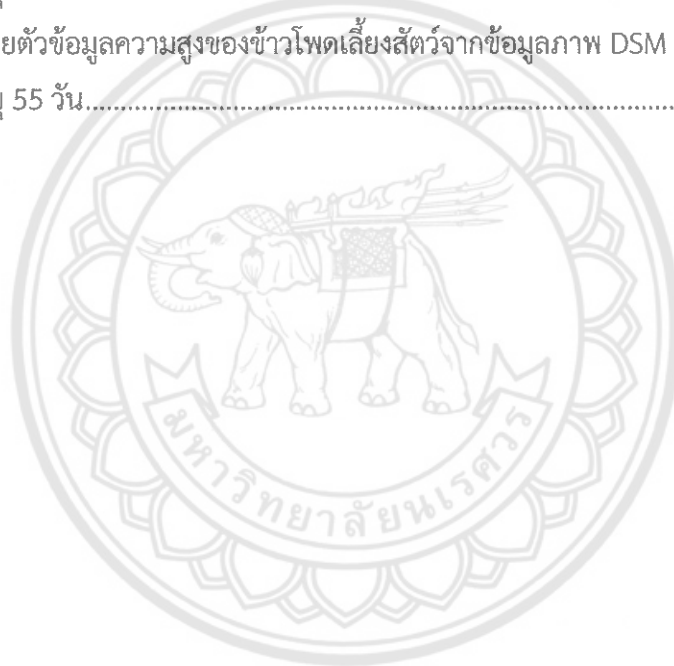 ยตัวข้อมูลความสูงของข้าวโพดเลี้ยงสัตว์จากข้อมูลภาพ DSM
55 วัน
มหาวิทยาลัยนเรศวร